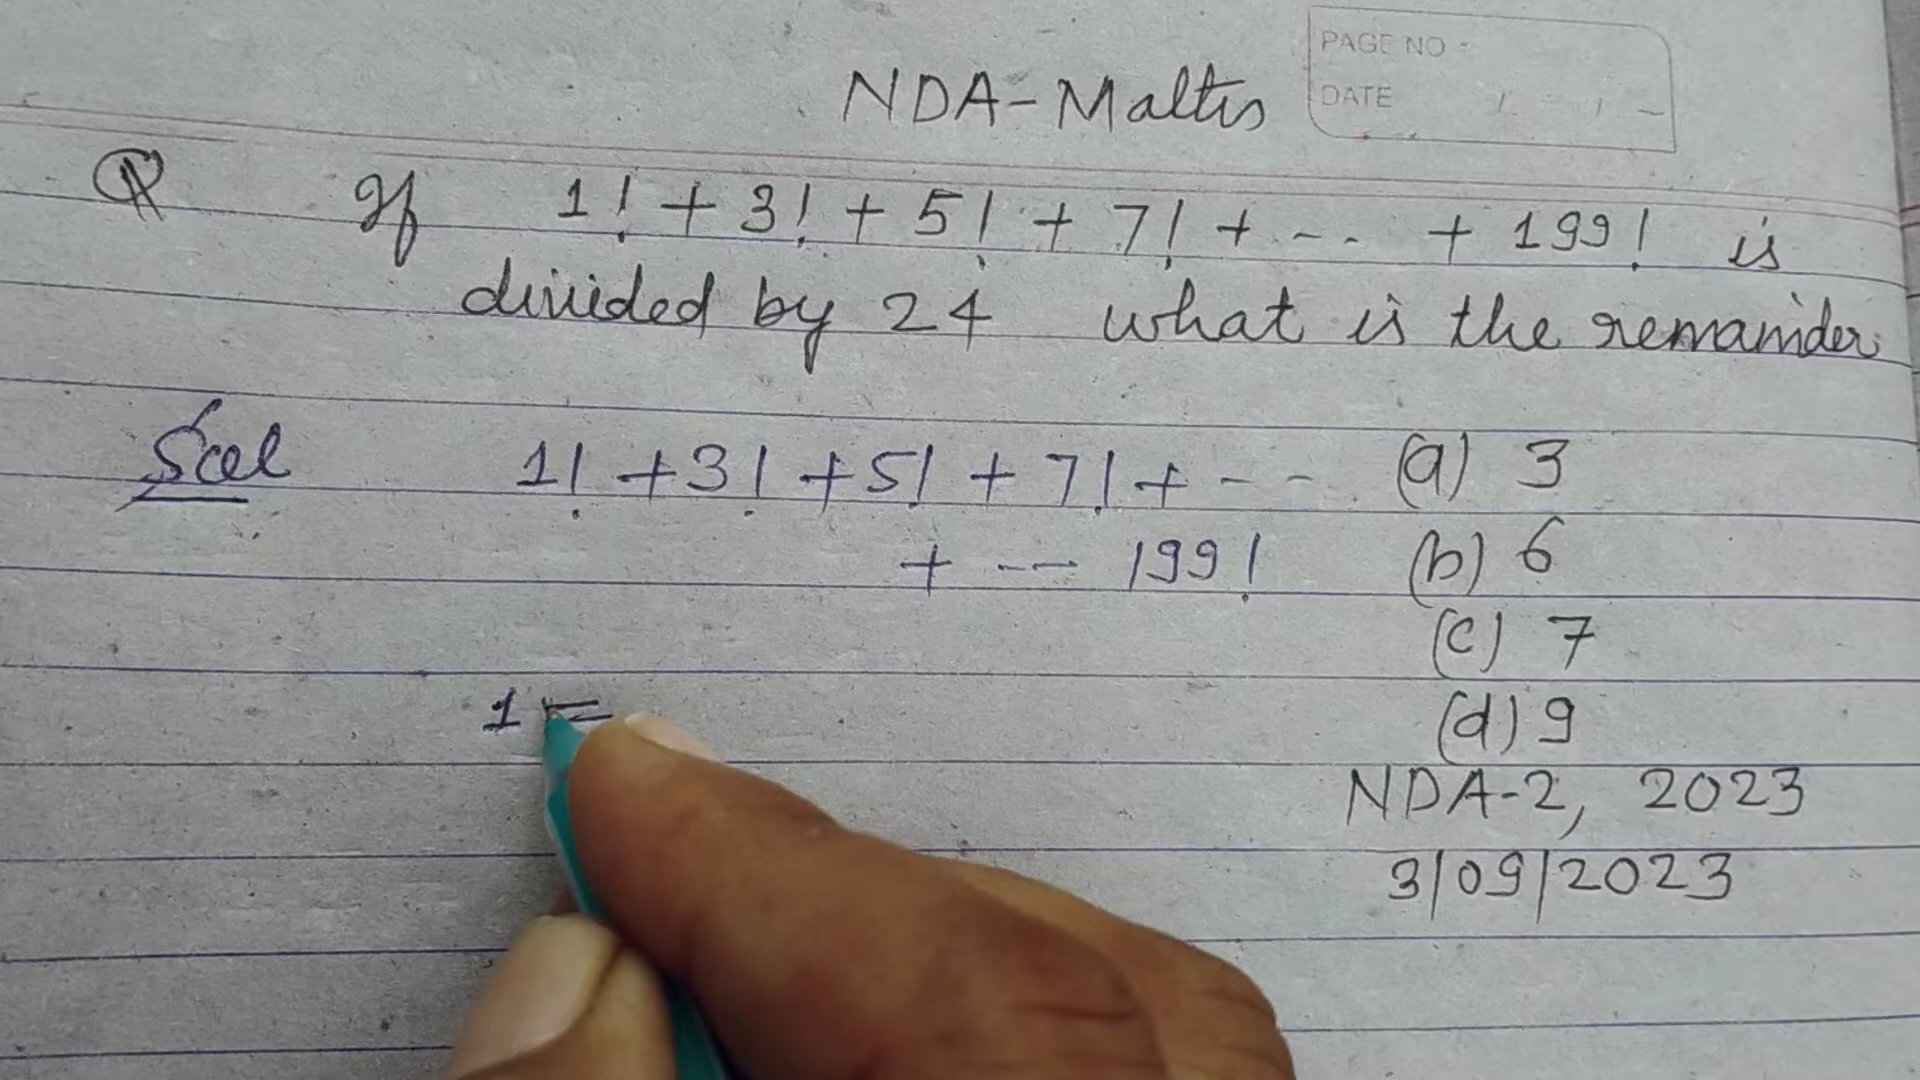 PAGE NO :
DATE
NDA-Maths
Q If 1! + 3! + 5! + 7! + -- + 199! is
divided by 24 what is the remainder
Sol 1! + 3! + 5! + 7! + -- (a) 3
+ -- 199! (b) 6
(c) 7
1 = (d) 9
NDA-2, 2023
3/09/2023